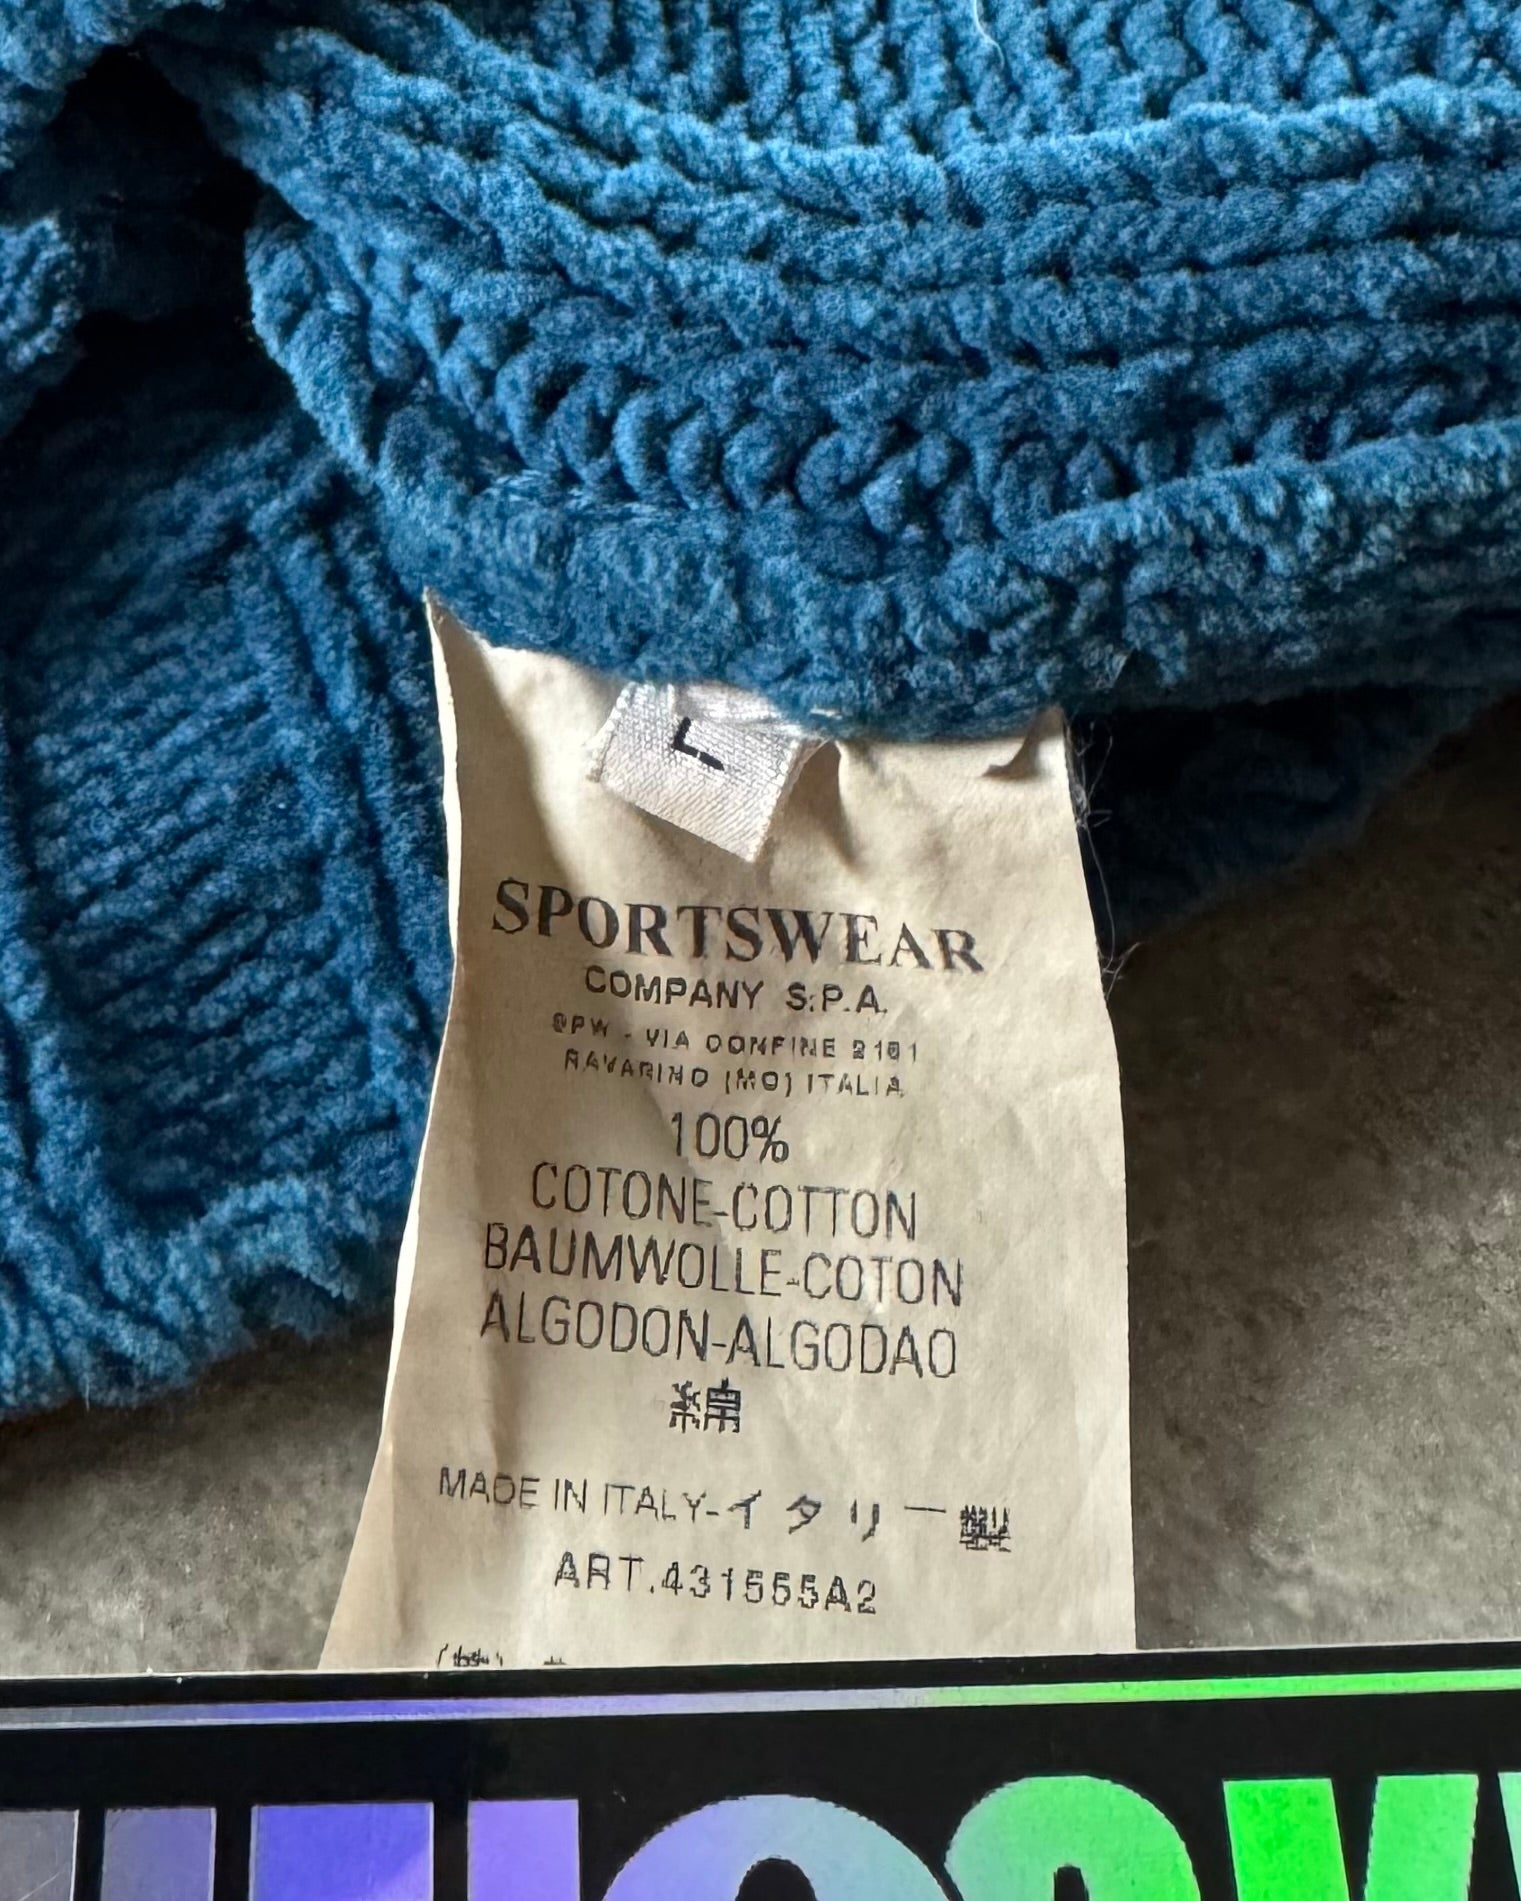 L
SPORTSWEAR
COMPANY S.P.A.
SPW - VIA CONFINE 2161
RAVARINO (MO) ITALIA
100%
COTONE-COTTON
BAUMWOLLE-COTON
ALGODON-ALGODAO
綿
MADE IN ITALY-イタリー製
ART.431555A2